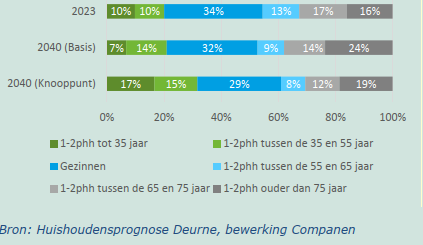 2023 10% 10% 34% 13% 17% 16%
2040 (Basis) 7% 14% 32% 9% 14% 24%
2040 (Knooppunt) 17% 15% 29% 8% 12% 19%
0% 20% 40% 60% 80% 100%
1-2phh tot 35 jaar 1-2phh tussen de 35 en 55 jaar
Gezinnen 1-2phh tussen de 55 en 65 jaar
1-2phh tussen de 65 en 75 jaar 1-2phh ouder dan 75 jaar
Bron: Huishoudensprognose Deurne, bewerking Companen